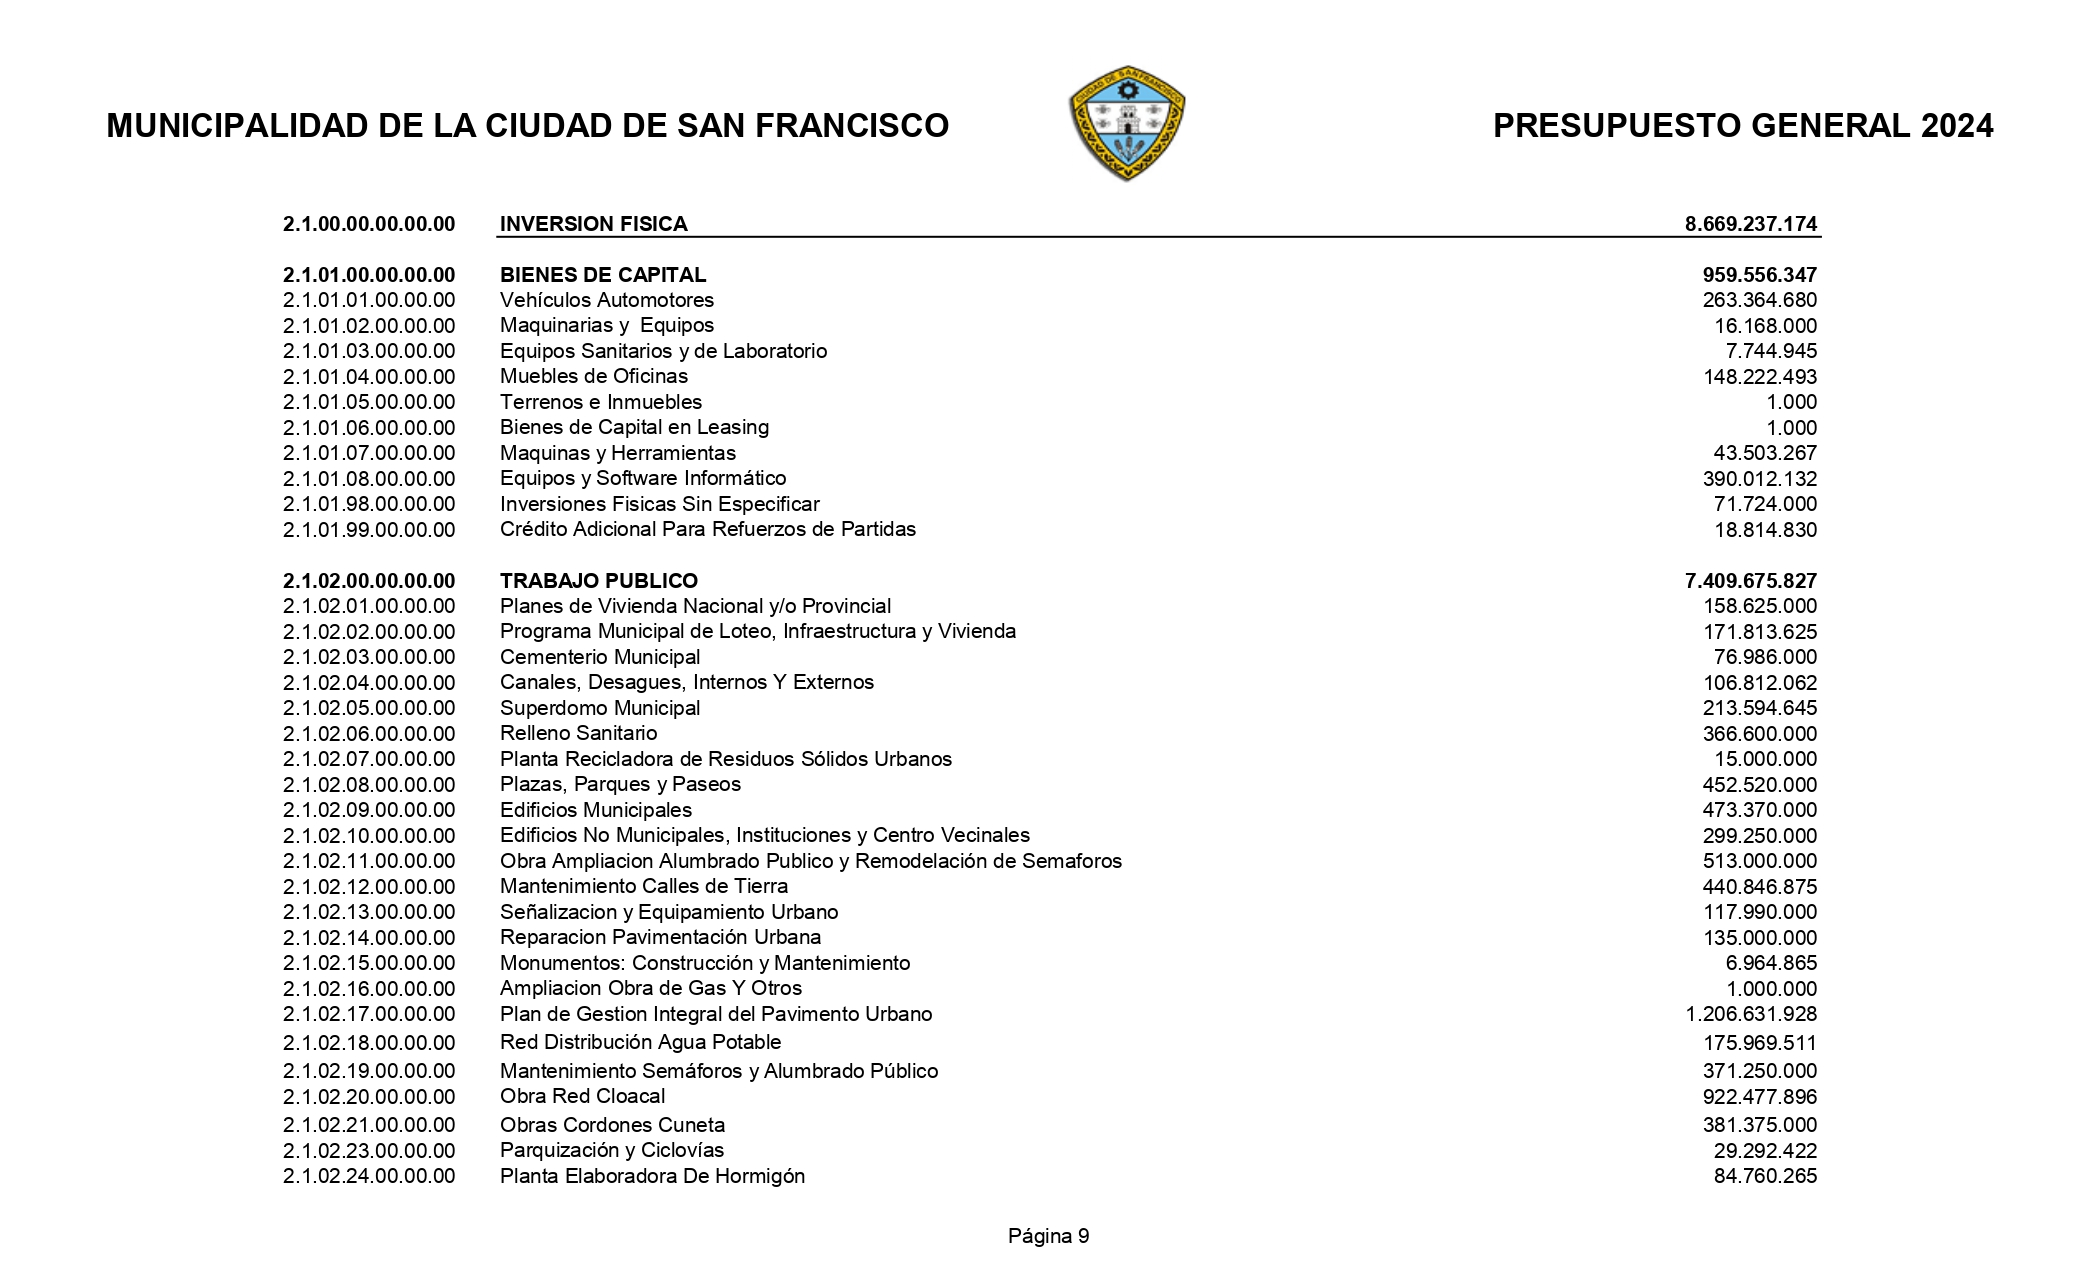 MUNICIPALIDAD DE LA CIUDAD DE SAN FRANCISCO
CIUDAD DE SAN FRANCISCO
PRESUPUESTO GENERAL 2024
2.1.00.00.00.00.00 INVERSION FISICA 8.669.237.174
2.1.01.00.00.00.00 BIENES DE CAPITAL 959.556.347
2.1.01.01.00.00.00 Vehículos Automotores 263.364.680
2.1.01.02.00.00.00 Maquinarias y Equipos 16.168.000
2.1.01.03.00.00.00 Equipos Sanitarios y de Laboratorio 7.744.945
2.1.01.04.00.00.00 Muebles de Oficinas 148.222.493
2.1.01.05.00.00.00 Terrenos e Inmuebles 1.000
2.1.01.06.00.00.00 Bienes de Capital en Leasing 1.000
2.1.01.07.00.00.00 Maquinas y Herramientas 43.503.267
2.1.01.08.00.00.00 Equipos y Software Informático 390.012.132
2.1.01.98.00.00.00 Inversiones Fisicas Sin Especificar 71.724.000
2.1.01.99.00.00.00 Crédito Adicional Para Refuerzos de Partidas 18.814.830
2.1.02.00.00.00.00 TRABAJO PUBLICO 7.409.675.827
2.1.02.01.00.00.00 Planes de Vivienda Nacional y/o Provincial 158.625.000
2.1.02.02.00.00.00 Programa Municipal de Loteo, Infraestructura y Vivienda 171.813.625
2.1.02.03.00.00.00 Cementerio Municipal 76.986.000
2.1.02.04.00.00.00 Canales, Desagues, Internos Y Externos 106.812.062
2.1.02.05.00.00.00 Superdomo Municipal 213.594.645
2.1.02.06.00.00.00 Relleno Sanitario 366.600.000
2.1.02.07.00.00.00 Planta Recicladora de Residuos Sólidos Urbanos 15.000.000
2.1.02.08.00.00.00 Plazas, Parques y Paseos 452.520.000
2.1.02.09.00.00.00 Edificios Municipales 473.370.000
2.1.02.10.00.00.00 Edificios No Municipales, Instituciones y Centro Vecinales 299.250.000
2.1.02.11.00.00.00 Obra Ampliacion Alumbrado Publico y Remodelación de Semaforos 513.000.000
2.1.02.12.00.00.00 Mantenimiento Calles de Tierra 440.846.875
2.1.02.13.00.00.00 Señalizacion y Equipamiento Urbano 117.990.000
2.1.02.14.00.00.00 Reparacion Pavimentación Urbana 135.000.000
2.1.02.15.00.00.00 Monumentos: Construcción y Mantenimiento 6.964.865
2.1.02.16.00.00.00 Ampliacion Obra de Gas Y Otros 1.000.000
2.1.02.17.00.00.00 Plan de Gestion Integral del Pavimento Urbano 1.206.631.928
2.1.02.18.00.00.00 Red Distribución Agua Potable 175.969.511
2.1.02.19.00.00.00 Mantenimiento Semáforos y Alumbrado Público 371.250.000
2.1.02.20.00.00.00 Obra Red Cloacal 922.477.896
2.1.02.21.00.00.00 Obras Cordones Cuneta 381.375.000
2.1.02.23.00.00.00 Parquización y Ciclovías 29.292.422
2.1.02.24.00.00.00 Planta Elaboradora De Hormigón 84.760.265
Página 9